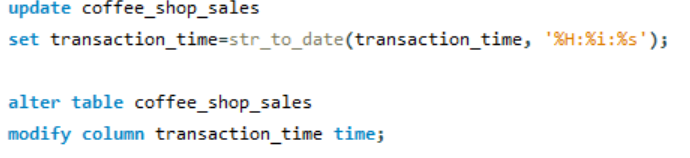 update coffee_shop_sales
set transaction_time=str_to_date(transaction_time, '%H:%i:%s');
alter table coffee_shop_sales
modify column transaction_time time;